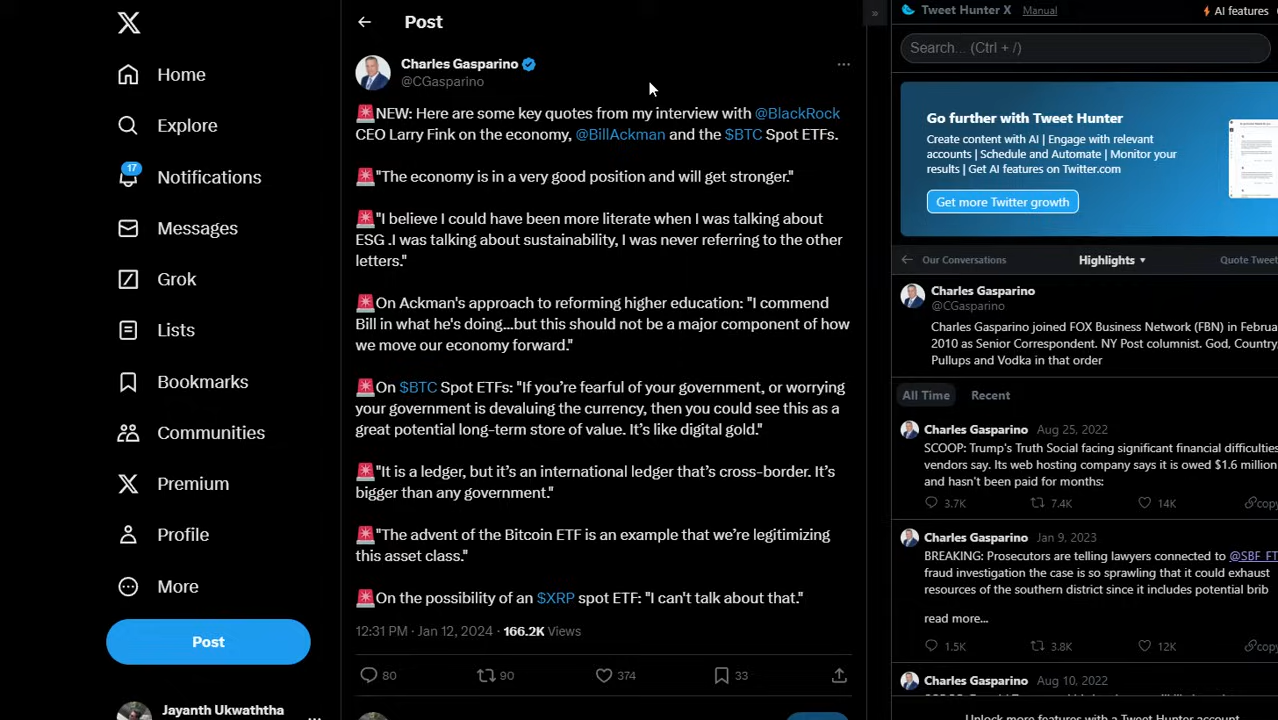 Post
Charles Gasparino
@CGasparino
🚨NEW: Here are some key quotes from my interview with @BlackRock
CEO Larry Fink on the economy, @BillAckman and the $BTC Spot ETFs.
🚨"The economy is in a very good position and will get stronger."
🚨"I believe I could have been more literate when I was talking about
ESG .I was talking about sustainability, I was never referring to the other
letters."
🚨On Ackman's approach to reforming higher education: "I commend
Bill in what he's doing...but this should not be a major component of how
we move our economy forward."
🚨On $BTC Spot ETFs: "If you’re fearful of your government, or worrying
your government is devaluing the currency, then you could see this as a
great potential long-term store of value. It’s like digital gold."
🚨"It is a ledger, but it’s an international ledger that’s cross-border. It’s
bigger than any government."
🚨"The advent of the Bitcoin ETF is an example that we’re legitimizing
this asset class."
🚨On the possibility of an $XRP spot ETF: "I can't talk about that."
12:31 PM · Jan 12, 2024 · 166.2K Views
80 90 374 33
Home
Explore
17
Notifications
Messages
Grok
Lists
Bookmarks
Communities
Premium
Profile
More
Post
Jayanth Ukwaththa
»
Tweet Hunter X Manual
AI features
Search... (Ctrl + /)
Go further with Tweet Hunter
Create content with AI | Engage with relevant
accounts | Schedule and Automate | Monitor your
results | Get AI features on Twitter.com
Get more Twitter growth
Our Conversations Highlights Quote Tweet
Charles Gasparino
@CGasparino
Charles Gasparino joined FOX Business Network (FBN) in Februa
2010 as Senior Correspondent. NY Post columnist. God, Country
Pullups and Vodka in that order
All Time Recent
Charles Gasparino Aug 25, 2022
SCOOP: Trump's Truth Social facing significant financial difficulties
vendors say. Its web hosting company says it is owed $1.6 million
and hasn't been paid for months:
3.7K 7.4K 14K copy
Charles Gasparino Jan 9, 2023
BREAKING: Prosecutors are telling lawyers connected to @SBF_FT
fraud investigation the case is so sprawling that it could exhaust
resources of the southern district since it includes potential brib
read more...
1.5K 3.8K 12K copy
Charles Gasparino Aug 10, 2022
Unlock more features with a Tweet Hunter account